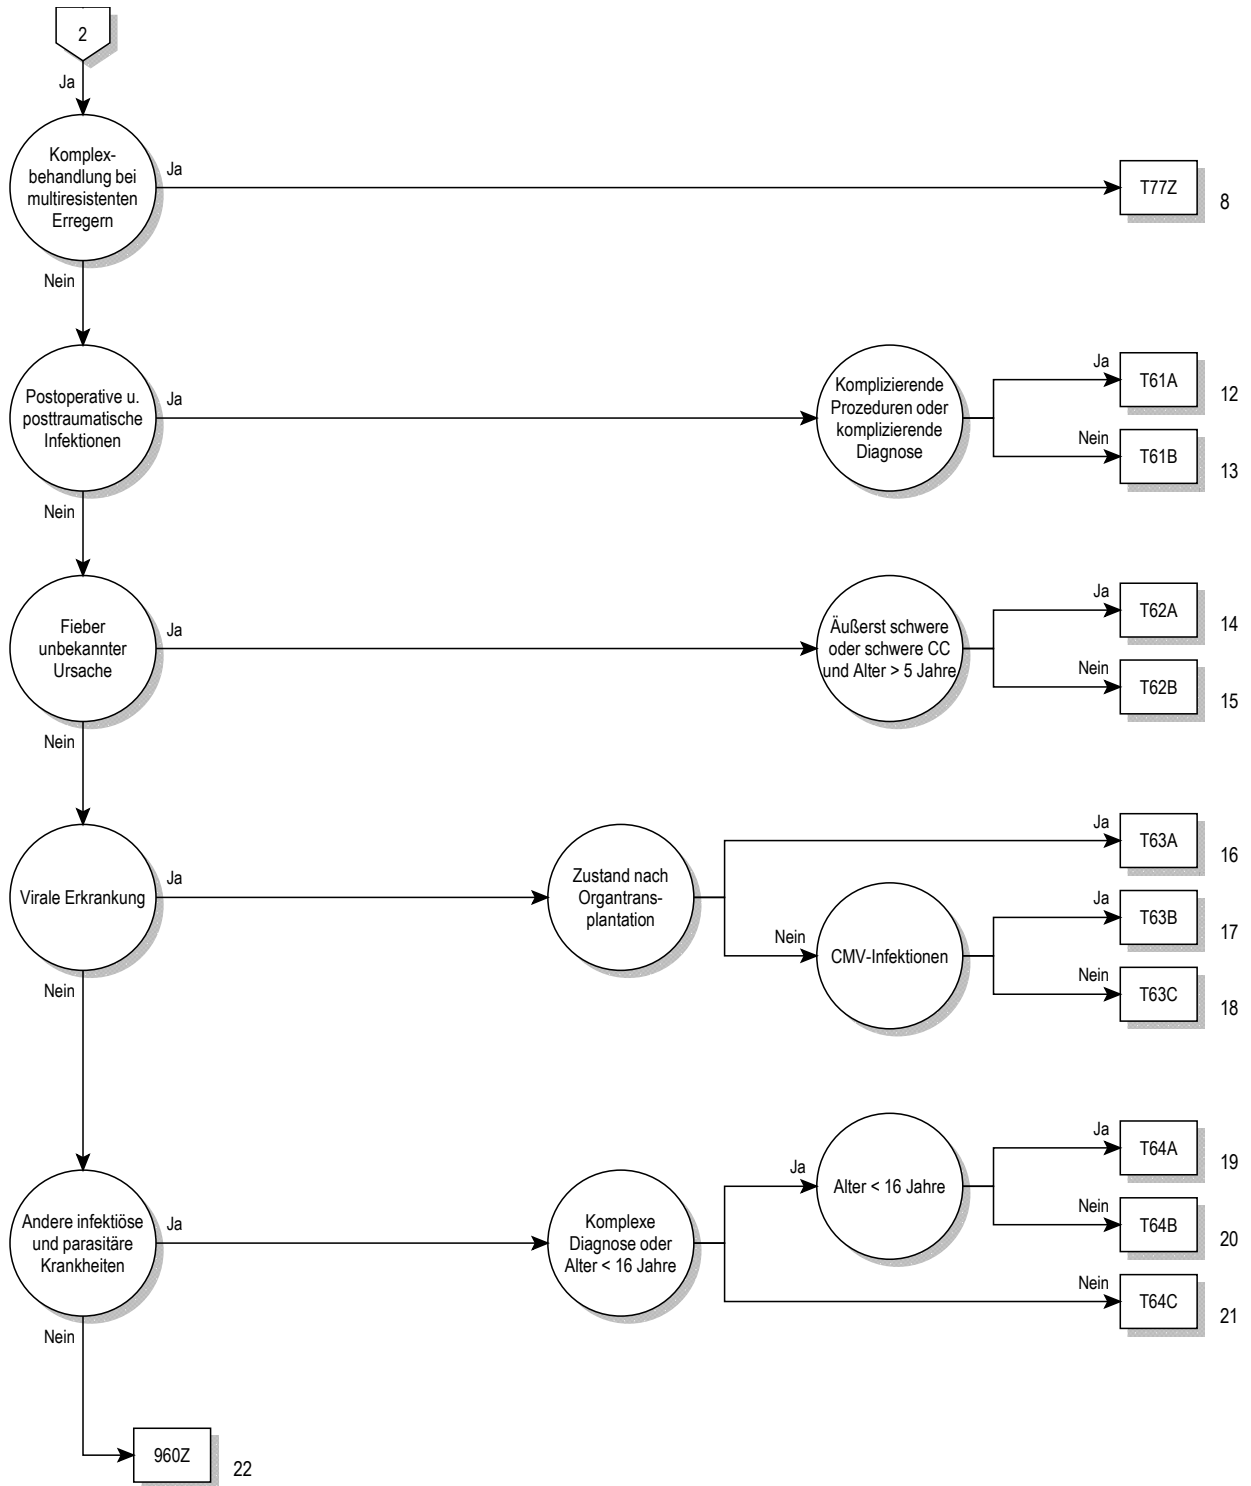 2
Ja
Komplex-
behandlung bei
multiresistenten
Erregern
Ja
T77Z
8
Nein
Postoperative u.
posttraumatische
Infektionen
Ja
Komplizierende
Prozeduren oder
komplizierende
Diagnose
Ja
T61A
12
Nein
T61B
13
Nein
Fieber
unbekannter
Ursache
Ja
Äußerst schwere
oder schwere CC
und Alter > 5 Jahre
Ja
T62A
14
Nein
T62B
15
Nein
Virale Erkrankung
Ja
Zustand nach
Organtrans-
plantation
Ja
T63A
16
Nein
CMV-Infektionen
Ja
T63B
17
Nein
T63C
18
Nein
Andere infektiöse
und parasitäre
Krankheiten
Ja
Komplexe
Diagnose oder
Alter < 16 Jahre
Ja
Alter < 16 Jahre
Ja
T64A
19
Nein
T64B
20
Nein
T64C
21
Nein
960Z
22